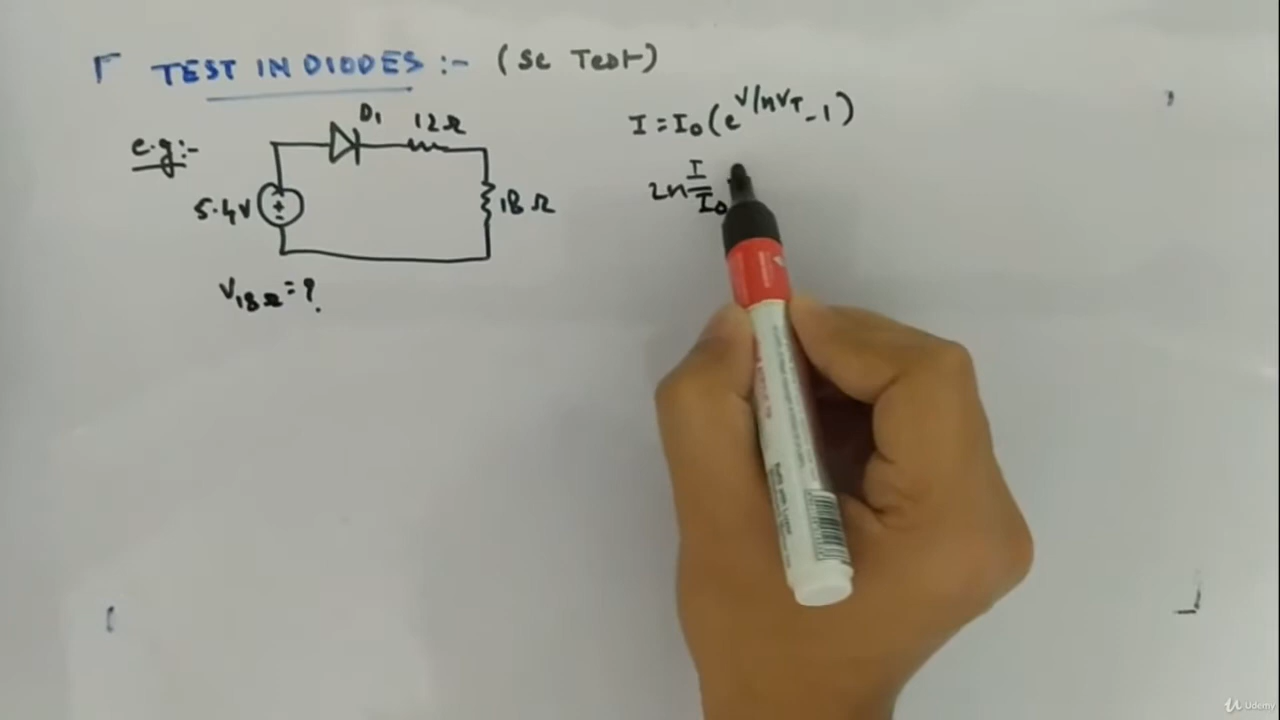 TEST IN DIODES :- (SC Test)
e.g:-
D1
12Ω
5.4V
18Ω
V18Ω = ?
I = I0(e^V/nVT - 1)
ln I/I0
Udemy